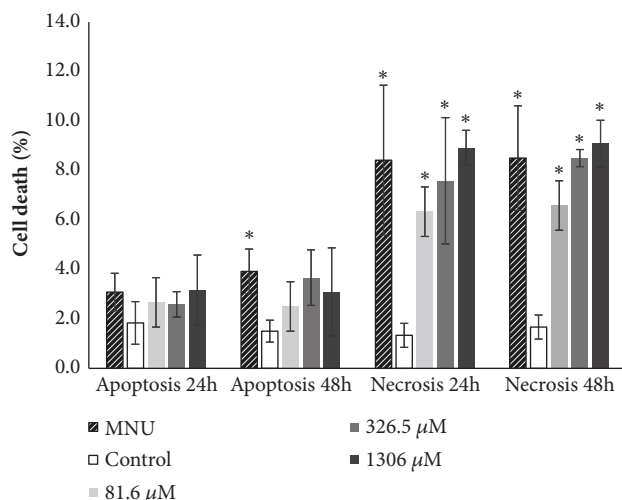 14.0
12.0
10.0
8.0
6.0
4.0
2.0
0.0
Cell death (%)
* * * * * * * * *
Apoptosis 24h Apoptosis 48h Necrosis 24h Necrosis 48h
MNU 326.5 μM
Control 1306 μM
81.6 μM